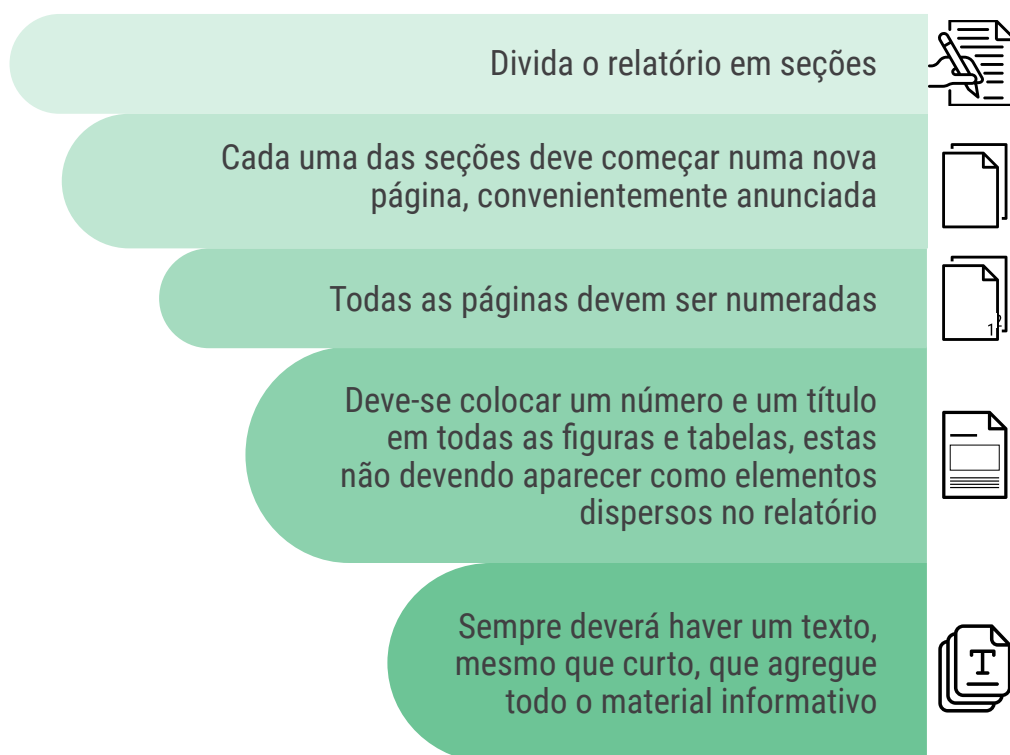 Divida o relatório em seções
Cada uma das seções deve começar numa nova
página, convenientemente anunciada
Todas as páginas devem ser numeradas
1
2
Deve-se colocar um número e um título
em todas as figuras e tabelas, estas
não devendo aparecer como elementos
dispersos no relatório
Sempre deverá haver um texto,
mesmo que curto, que agregue
todo o material informativo
T